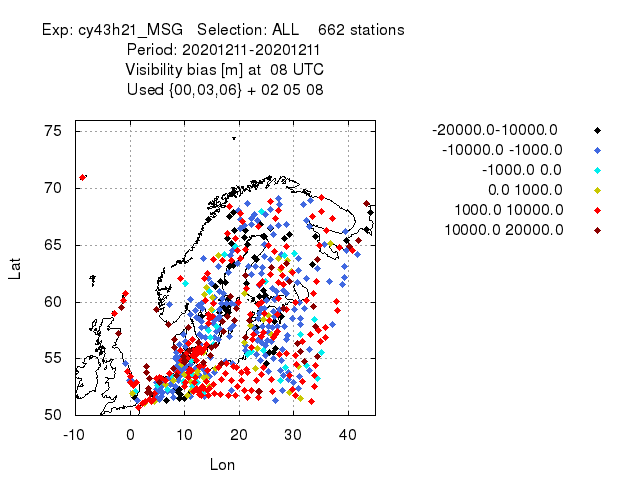 Exp: cy43h21_MSG Selection: ALL 662 stations
Period: 20201211-20201211
Visibility bias [m] at 08 UTC
Used {00,03,06} + 02 05 08
-20000.0-10000.0
-10000.0 -1000.0
-1000.0 0.0
0.0 1000.0
1000.0 10000.0
10000.0 20000.0
75
70
65
60
55
50
Lat
-10 0 10 20 30 40
Lon